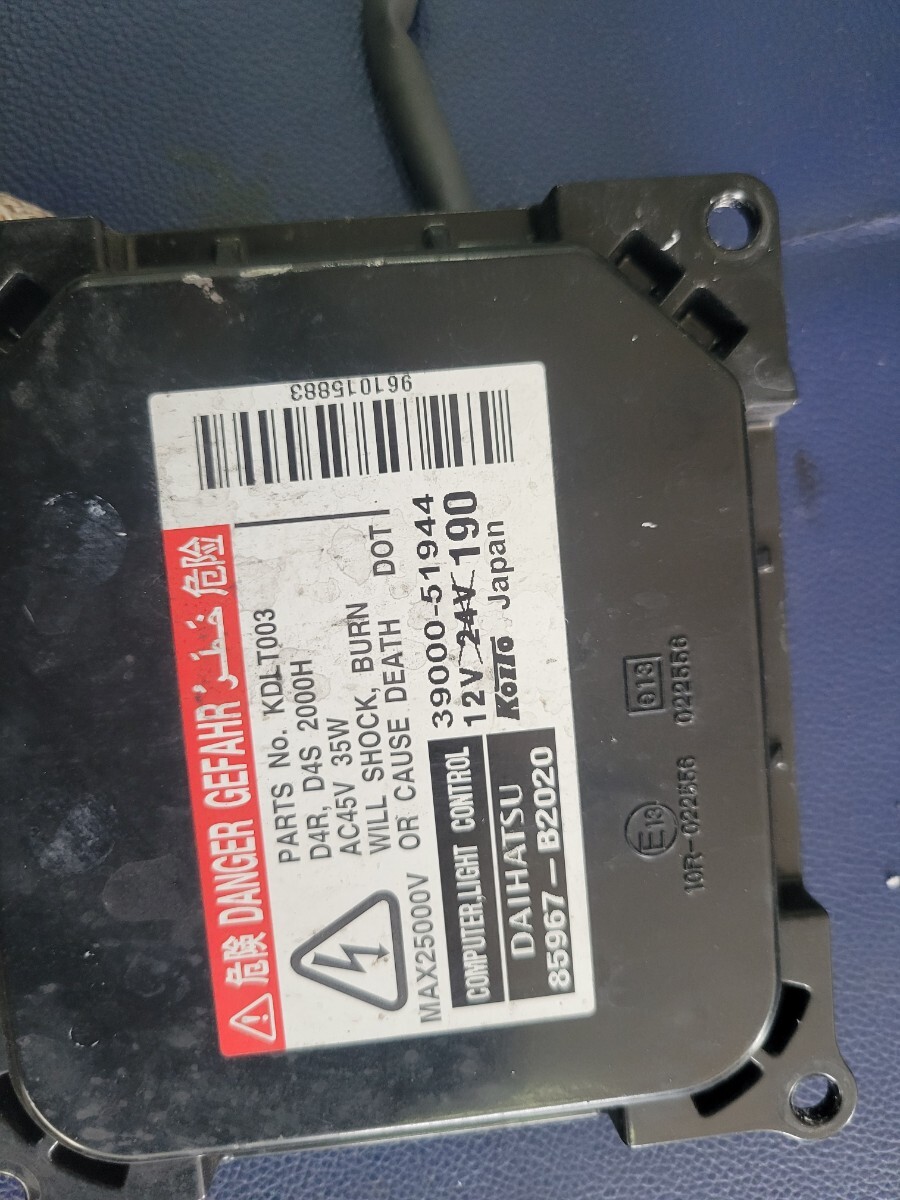 ⚠ 危険 DANGER GEFAHR خطر 危险
PARTS No. KDLT003
D4R, D4S 2000H
AC45V 35W
WILL SHOCK, BURN
OR CAUSE DEATH DOT
MAX25000V
961015883
COMPUTER,LIGHT CONTROL
DAIHATSU
85967-B2020
39000-51944
12V 24V 190
KOITO Japan
E13
10R-022556
022556